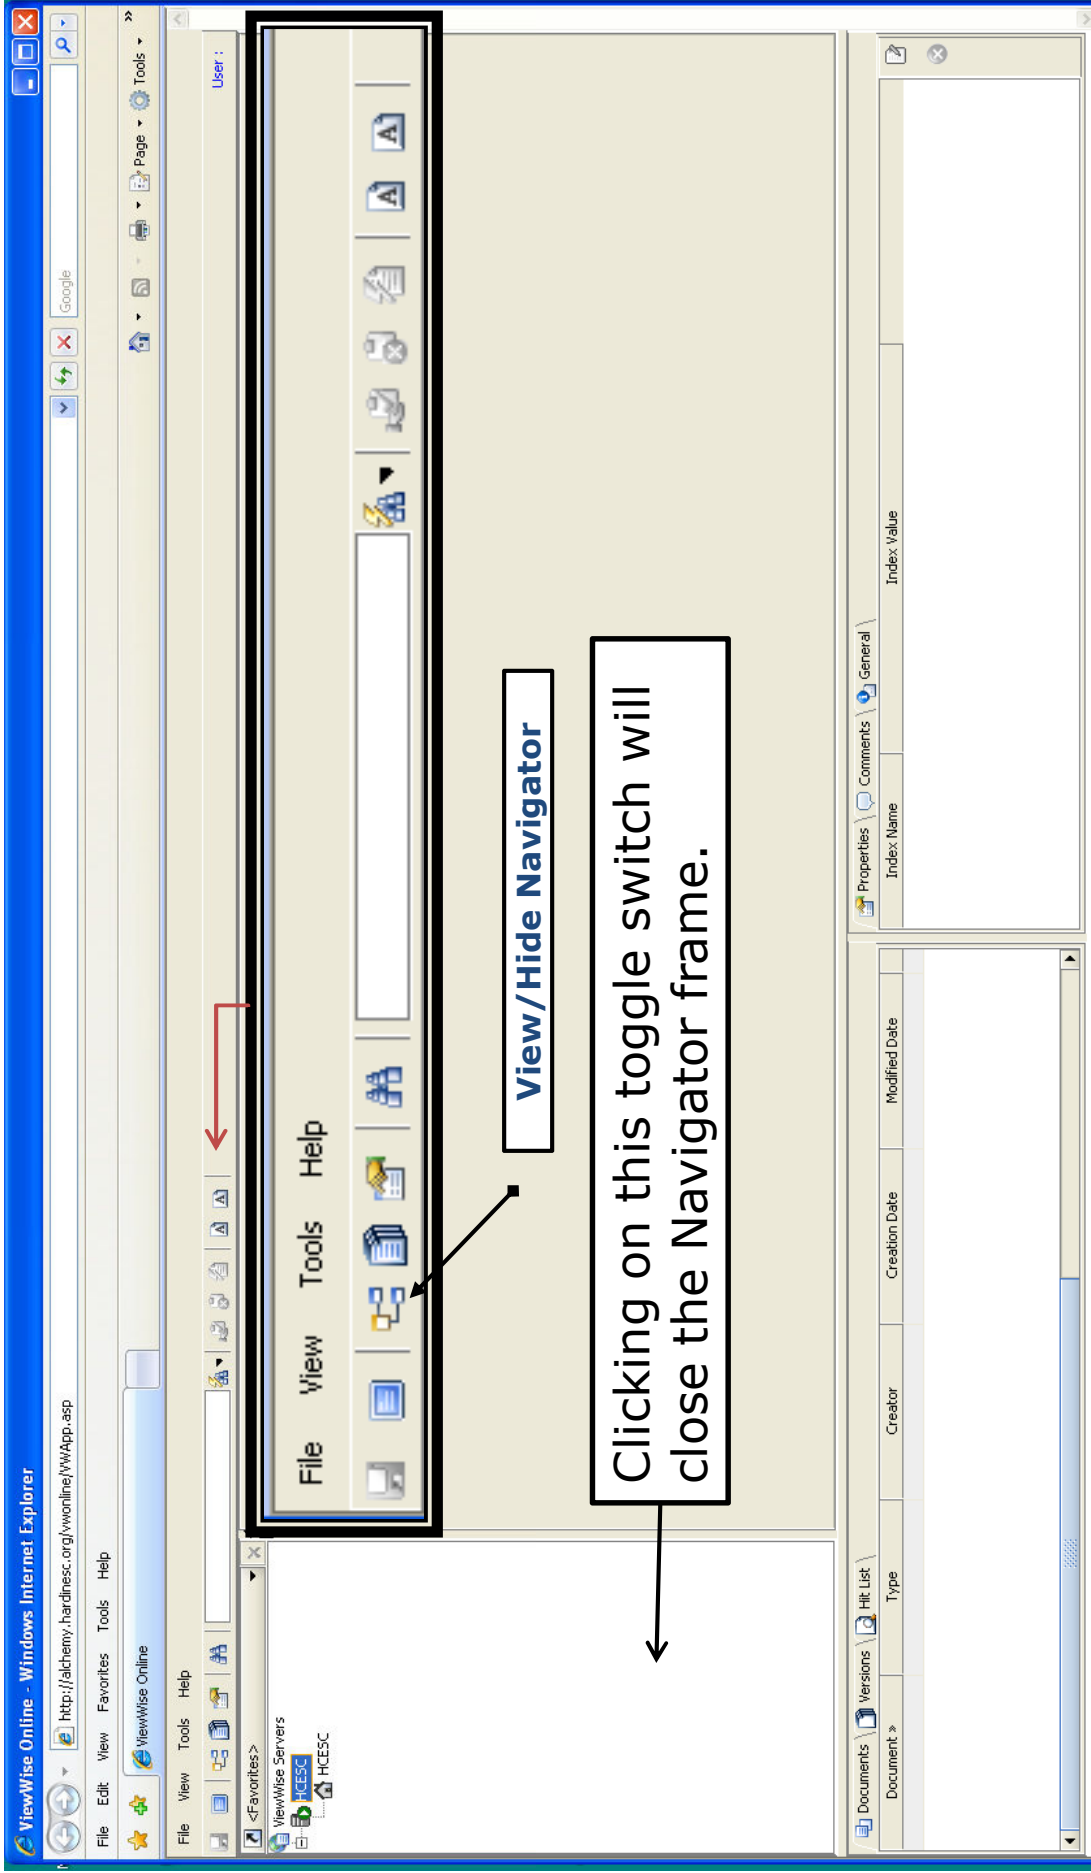 ViewWise Online - Windows Internet Explorer
http://alchemy.hardinesc.org/vwonline/VWApp.asp
Google
File Edit View Favorites Tools Help
ViewWise Online
Page Tools »
File View Tools Help
User :
A A
<Favorites>
ViewWise Servers
HCESC
HCESC
File View Tools Help
A A
View/Hide Navigator
Clicking on this toggle switch will
close the Navigator frame.
Documents Versions Hit List
Document » Type Creator Creation Date Modified Date
Properties Comments General
Index Name Index Value